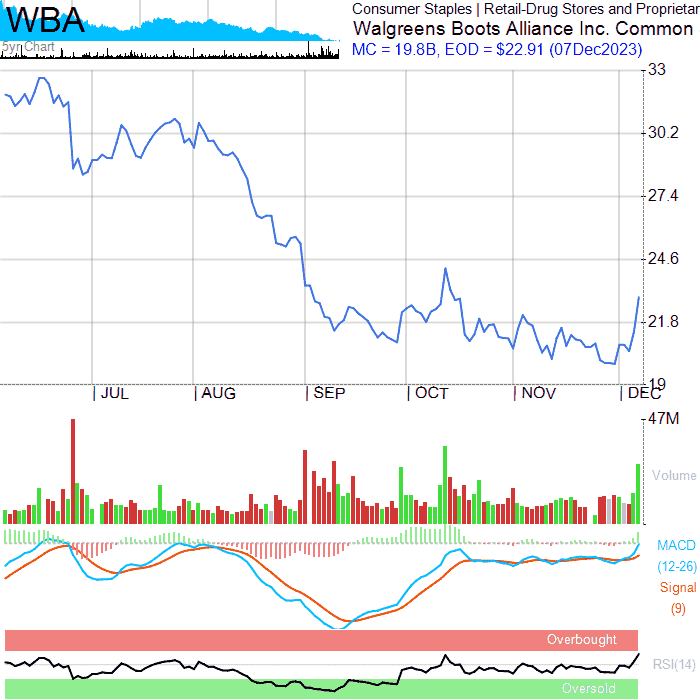 WBA
5yr Chart
Consumer Staples | Retail-Drug Stores and Proprietar
Walgreens Boots Alliance Inc. Common
MC = 19.8B, EOD = $22.91 (07Dec2023)
33
30.2
27.4
24.6
21.8
19
JUL AUG SEP OCT NOV DEC
47M
Volume
MACD
(12-26)
Signal
(9)
Overbought
RSI(14)
Oversold